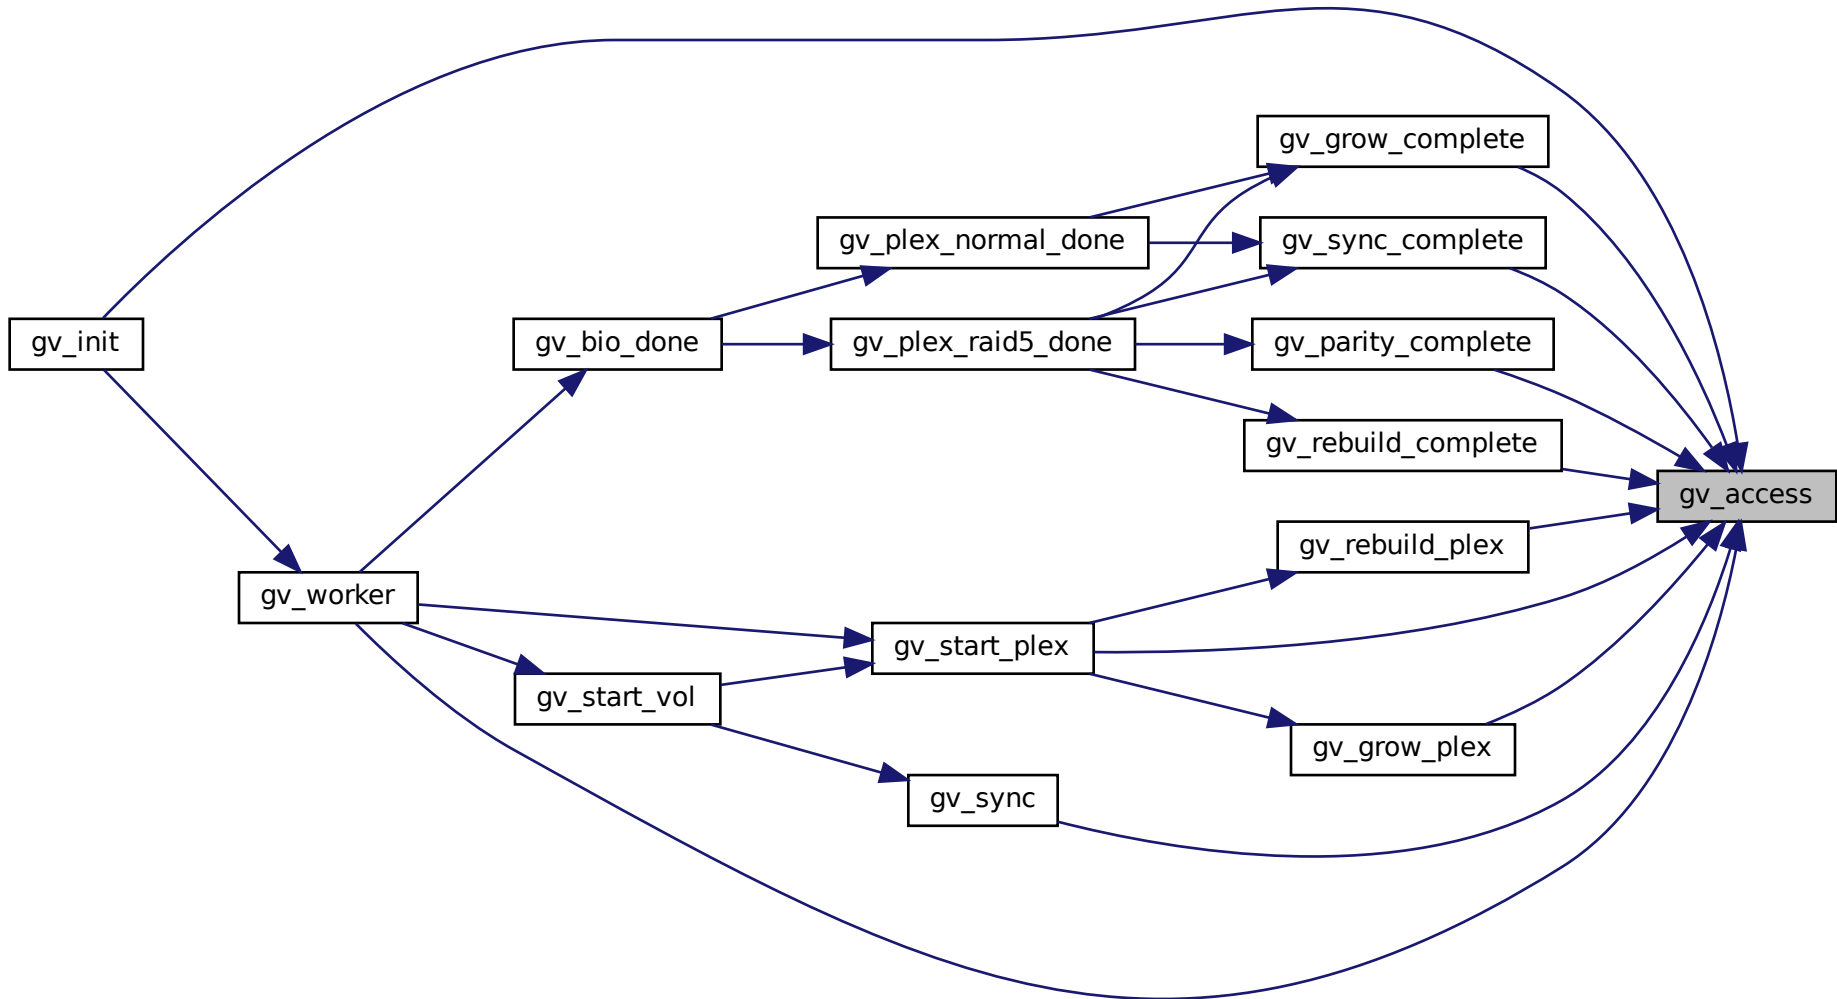 gv_grow_complete
gv_plex_normal_done
gv_sync_complete
gv_init
gv_bio_done
gv_plex_raid5_done
gv_parity_complete
gv_rebuild_complete
gv_access
gv_rebuild_plex
gv_worker
gv_start_plex
gv_start_vol
gv_grow_plex
gv_sync